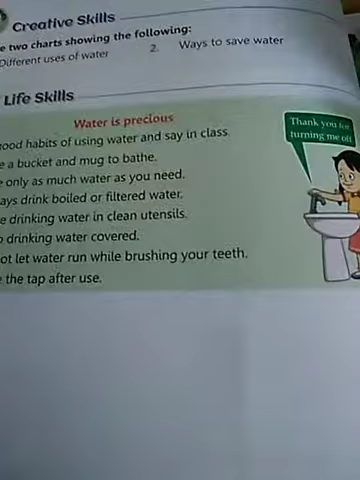 Creative Skills
two charts showing the following:
Different uses of water
2. Ways to save water
Life Skills
Water is precious
good habits of using water and say in class.
a bucket and mug to bathe.
only as much water as you need.
drink boiled or filtered water.
drinking water in clean utensils.
drinking water covered.
let water run while brushing your teeth.
the tap after use.
Thank you for
turning me off